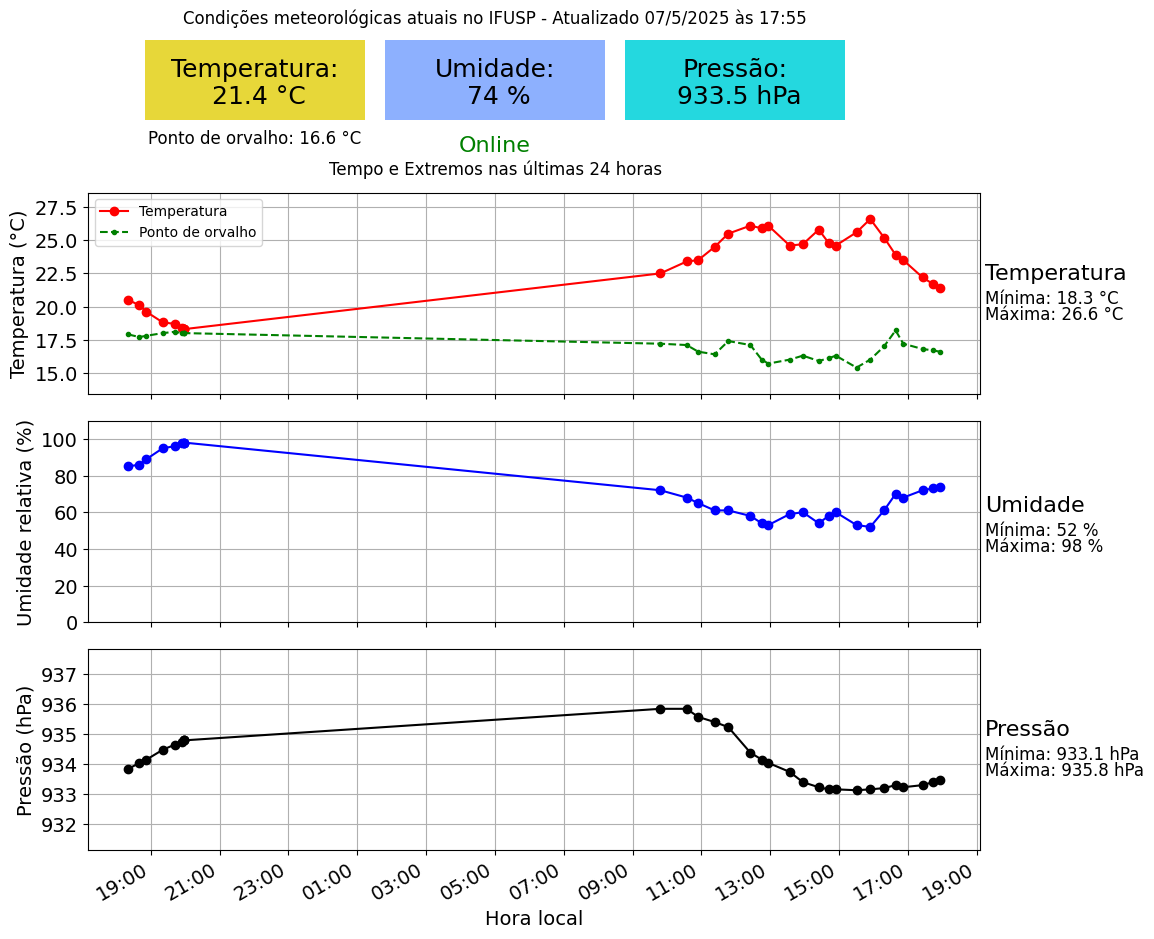 Condições meteorológicas atuais no IFUSP - Atualizado 07/5/2025 às 17:55
Temperatura:
21.4 °C
Umidade:
74 %
Pressão:
933.5 hPa
Ponto de orvalho: 16.6 °C
Online
Tempo e Extremos nas últimas 24 horas
Temperatura (°C)
27.5
25.0
22.5
20.0
17.5
15.0
Temperatura
Ponto de orvalho
Temperatura
Mínima: 18.3 °C
Máxima: 26.6 °C
Umidade relativa (%)
100
80
60
40
20
0
Umidade
Mínima: 52 %
Máxima: 98 %
Pressão (hPa)
937
936
935
934
933
932
Pressão
Mínima: 933.1 hPa
Máxima: 935.8 hPa
19:00
21:00
23:00
01:00
03:00
05:00
07:00
09:00
11:00
13:00
15:00
17:00
19:00
Hora local